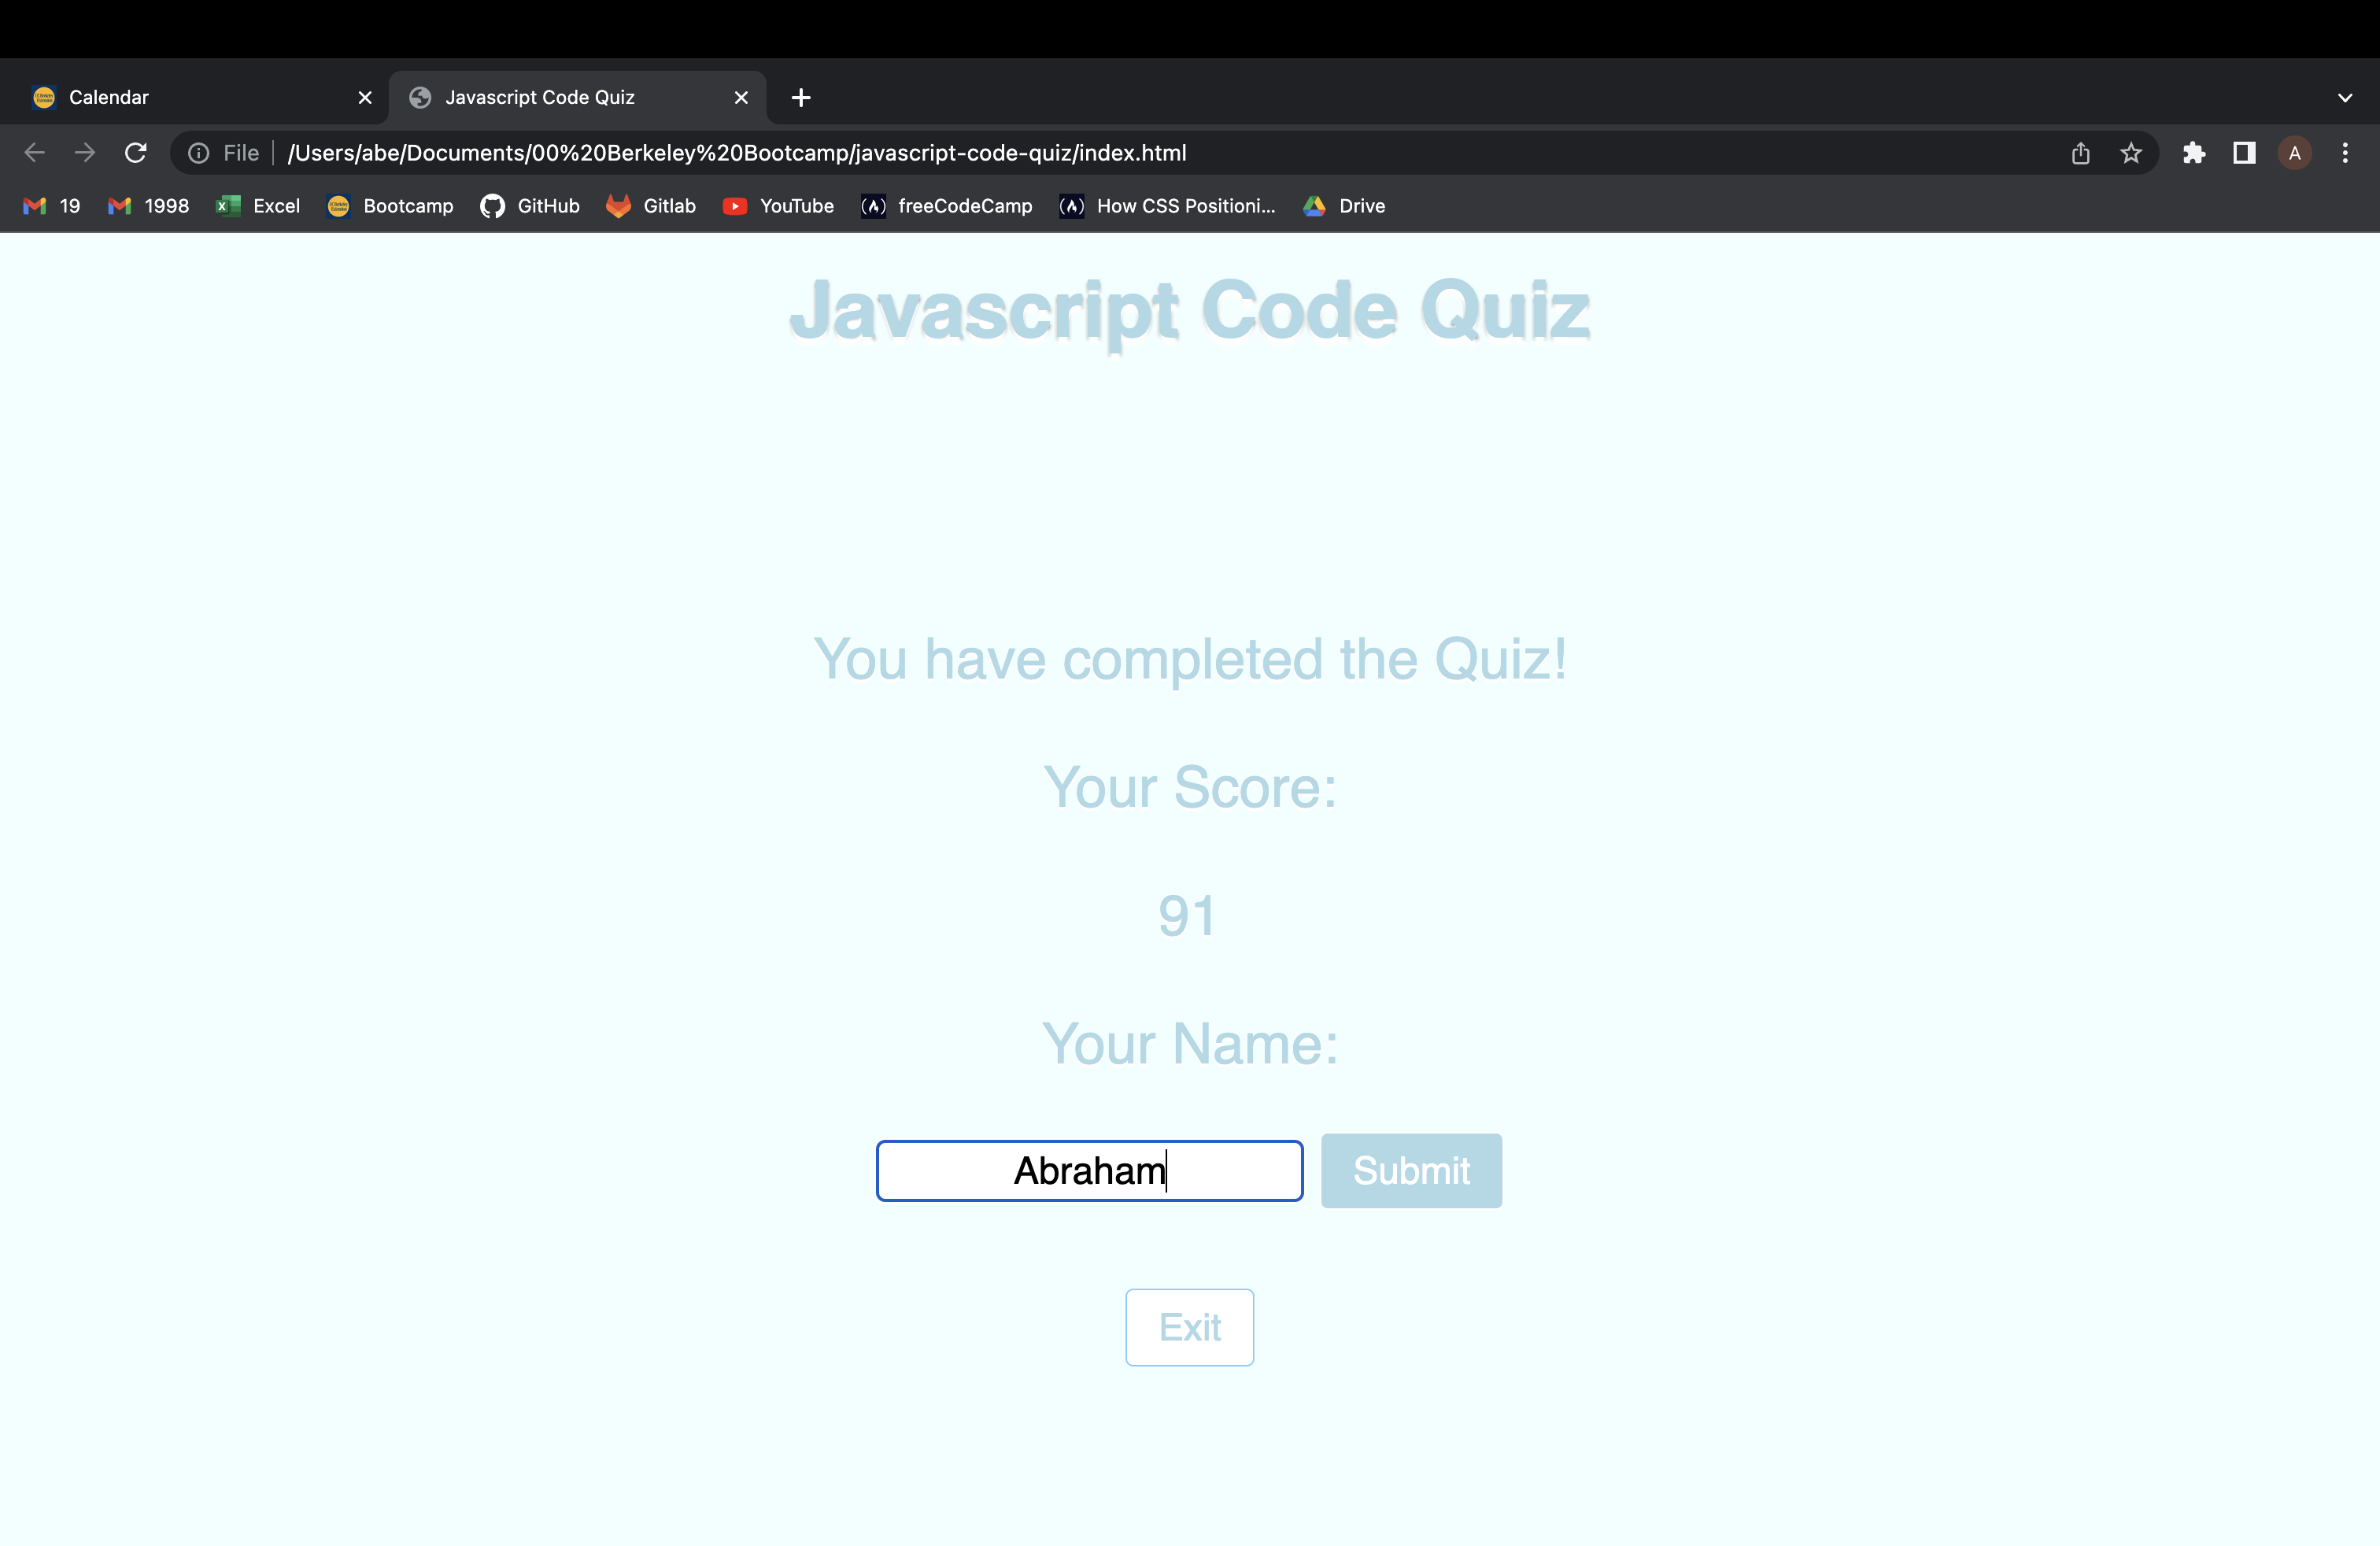 Calendar
Javascript Code Quiz
File
/Users/abe/Documents/00%20Berkeley%20Bootcamp/javascript-code-quiz/index.html
A
19
1998
Excel
Bootcamp
GitHub
Gitlab
YouTube
freeCodeCamp
How CSS Positioni...
Drive
Javascript Code Quiz
You have completed the Quiz!
Your Score:
91
Your Name:
Abraham
Submit
Exit